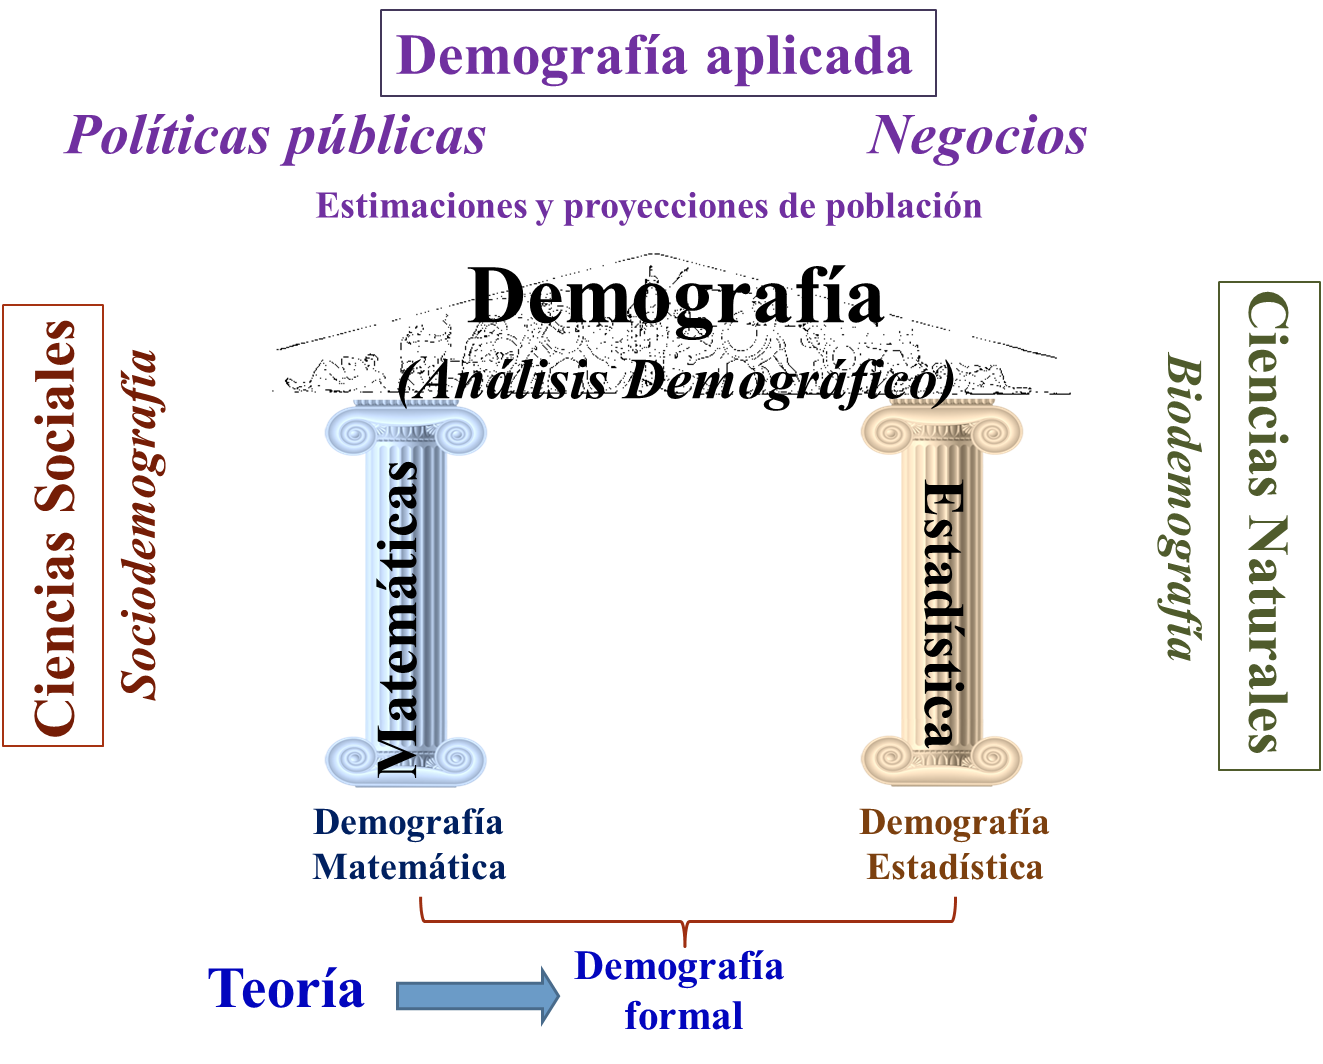 Demografía aplicada
Políticas públicas
Negocios
Estimaciones y proyecciones de población
Demografía
(Análisis Demográfico)
Ciencias Sociales
Sociodemografía
Matemáticas
Estadística
Biodemografía
Ciencias Naturales
Demografía
Matemática
Demografía
Estadística
Teoría
Demografía
formal